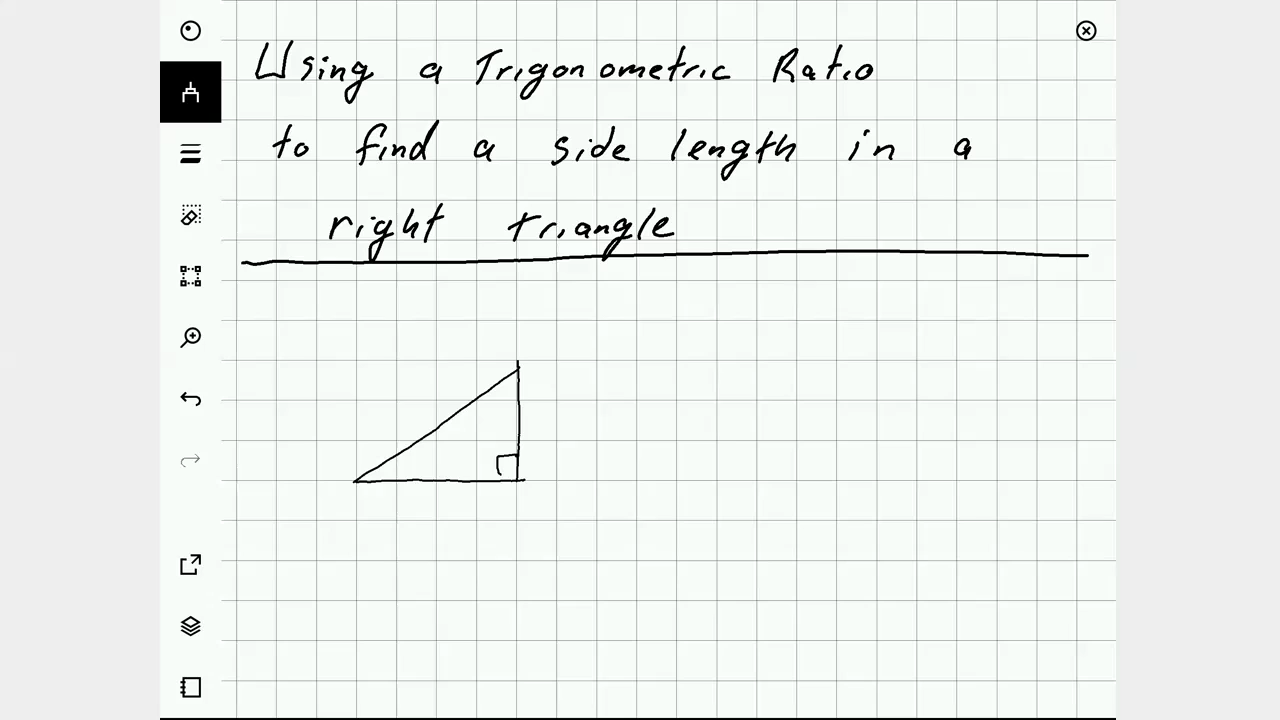 Using a Trigonometric Ratio
to find a side length in a
right triangle